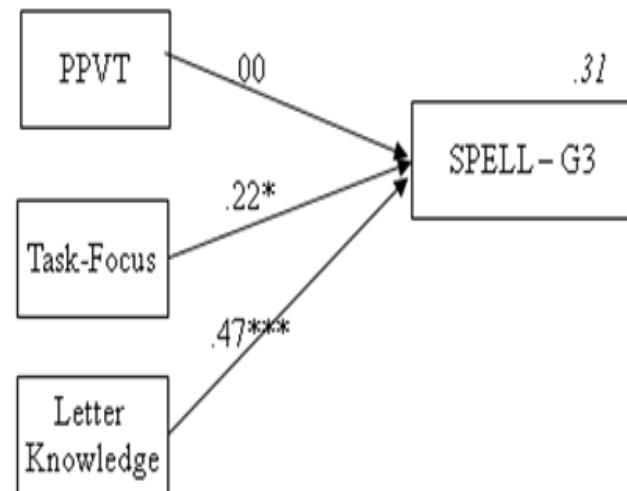 PPVT
00
.31
SPELL – G3
.22*
Task-Focus
.47***
Letter
Knowledge